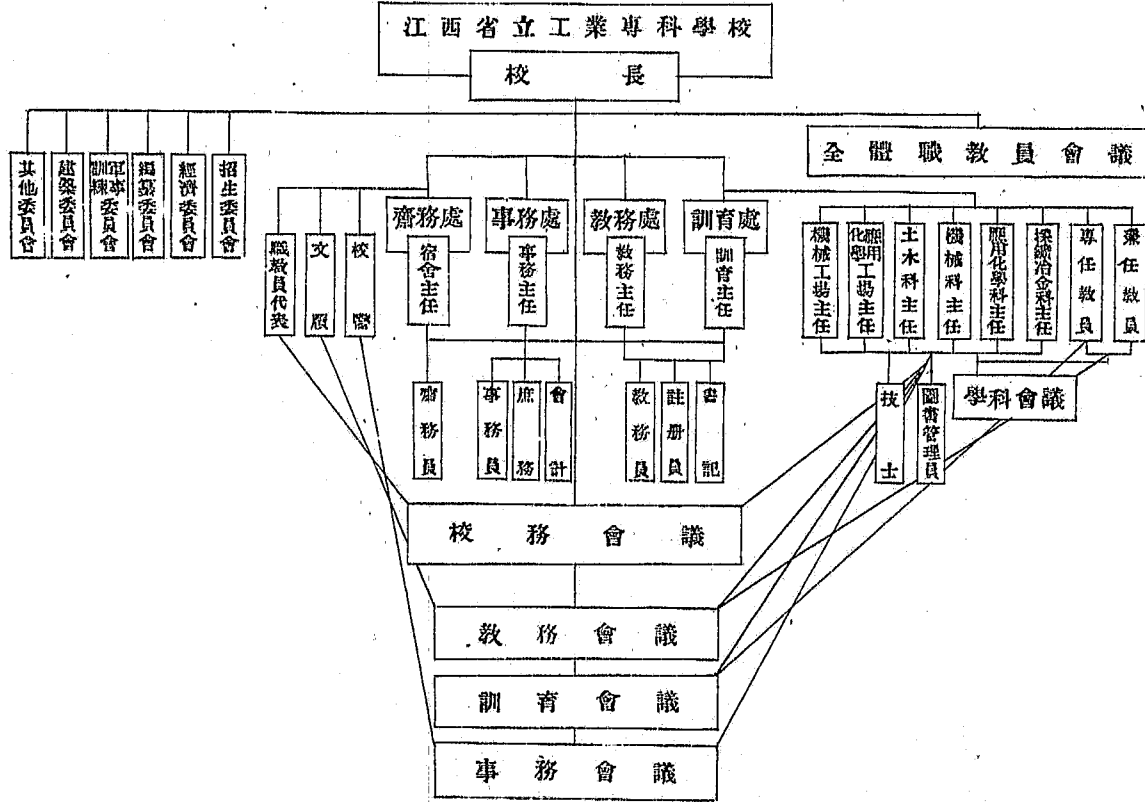 江西省立工業專科學校
校長
全體職教員會議
其他委員會
建築委員會
軍事訓練委員會
編纂委員會
經濟委員會
招生委員會
職教員代表
文牘
校醫
齋務處
宿舍主任
事務處
事務主任
教務處
教務主任
訓育處
訓育主任
機械工場主任
應用化學工場主任
土木科主任
機械科主任
應用化學科主任
採鑛冶金科主任
專任教員
兼任教員
齋務員
事務員
庶務
會計
教務員
註册員
書記
技士
圖書管理員
學科會議
校務會議
教務會議
訓育會議
事務會議